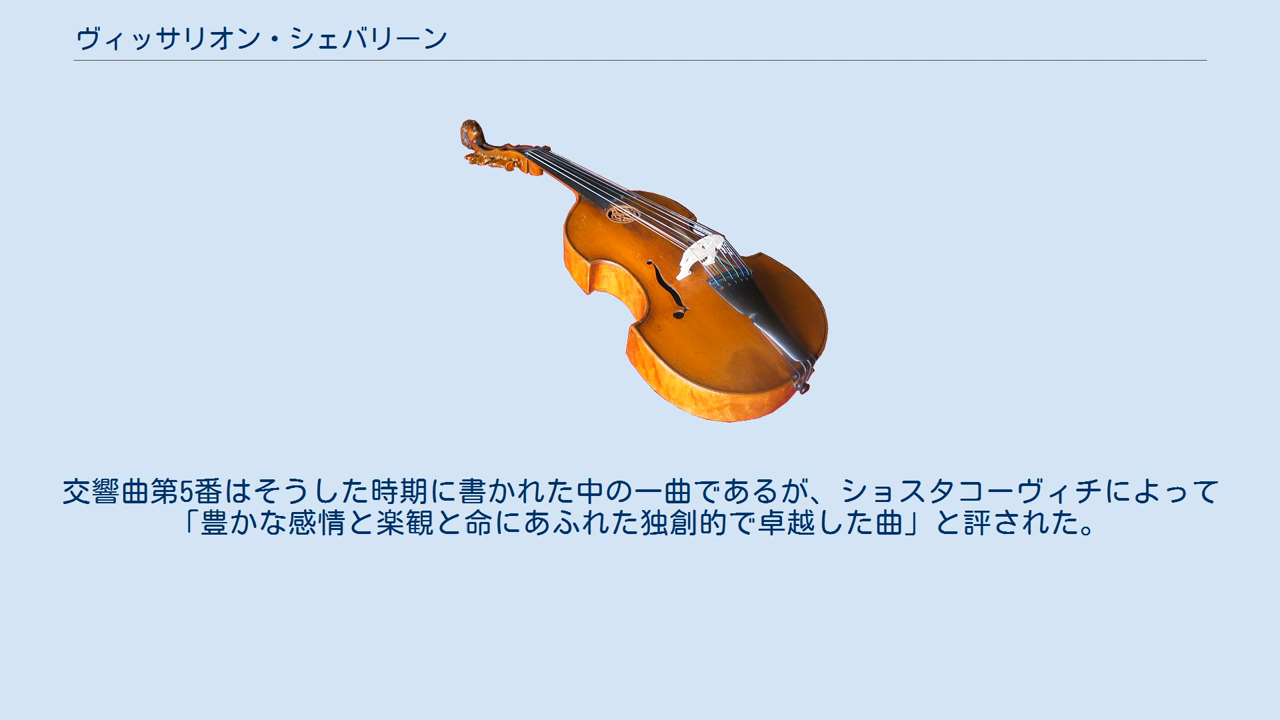 ヴィッサリオン・シェバリーン
交響曲第5番はそうした時期に書かれた中の一曲であるが、ショスタコーヴィチによって
「豊かな感情と楽観と命にあふれた独創的で卓越した曲」と評された。